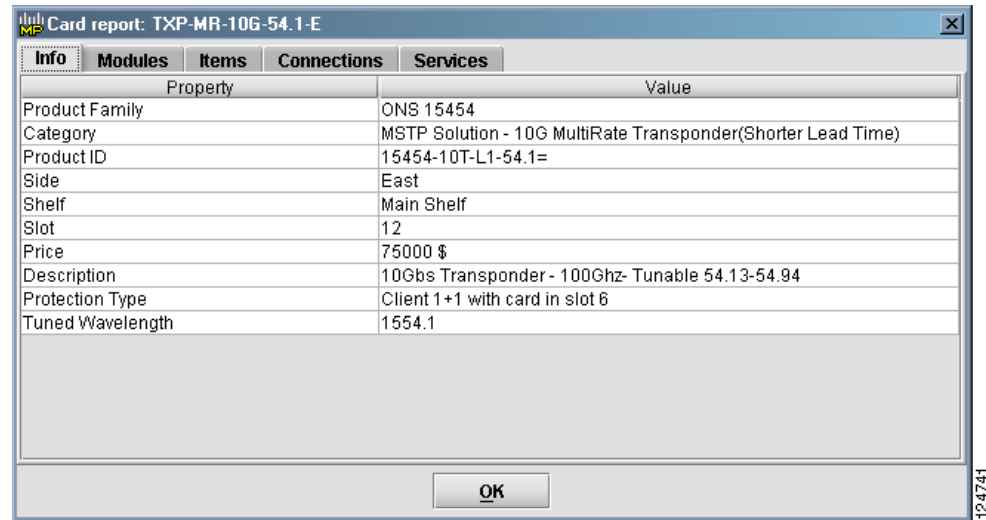 MP Card report: TXP-MR-10G-54.1-E
Info Modules Items Connections Services
Property Value
Product Family ONS 15454
Category MSTP Solution - 10G MultiRate Transponder(Shorter Lead Time)
Product ID 15454-10T-L1-54.1=
Side East
Shelf Main Shelf
Slot 12
Price 75000 $
Description 10Gbs Transponder - 100Ghz- Tunable 54.13-54.94
Protection Type Client 1+1 with card in slot 6
Tuned Wavelength 1554.1
OK
124741